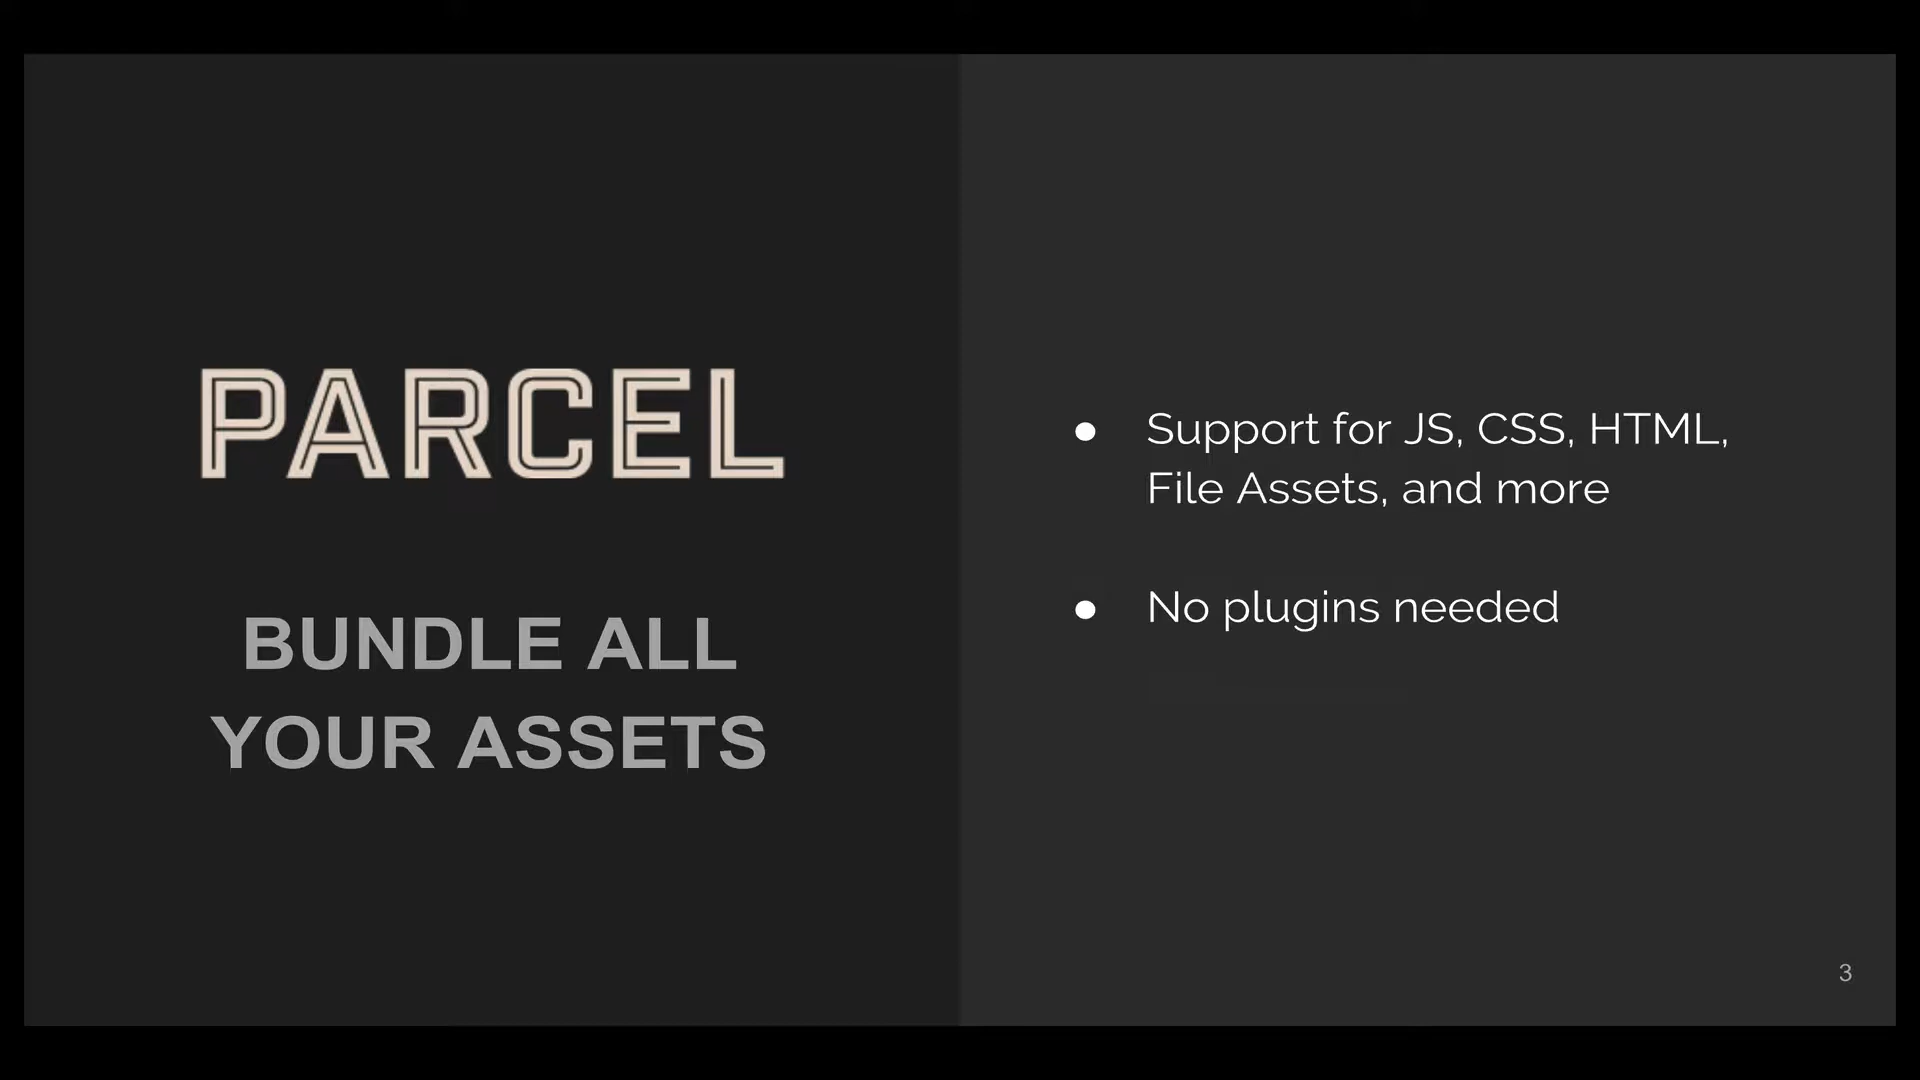 PARCEL
BUNDLE ALL
YOUR ASSETS
● Support for JS, CSS, HTML,
File Assets, and more
● No plugins needed
3